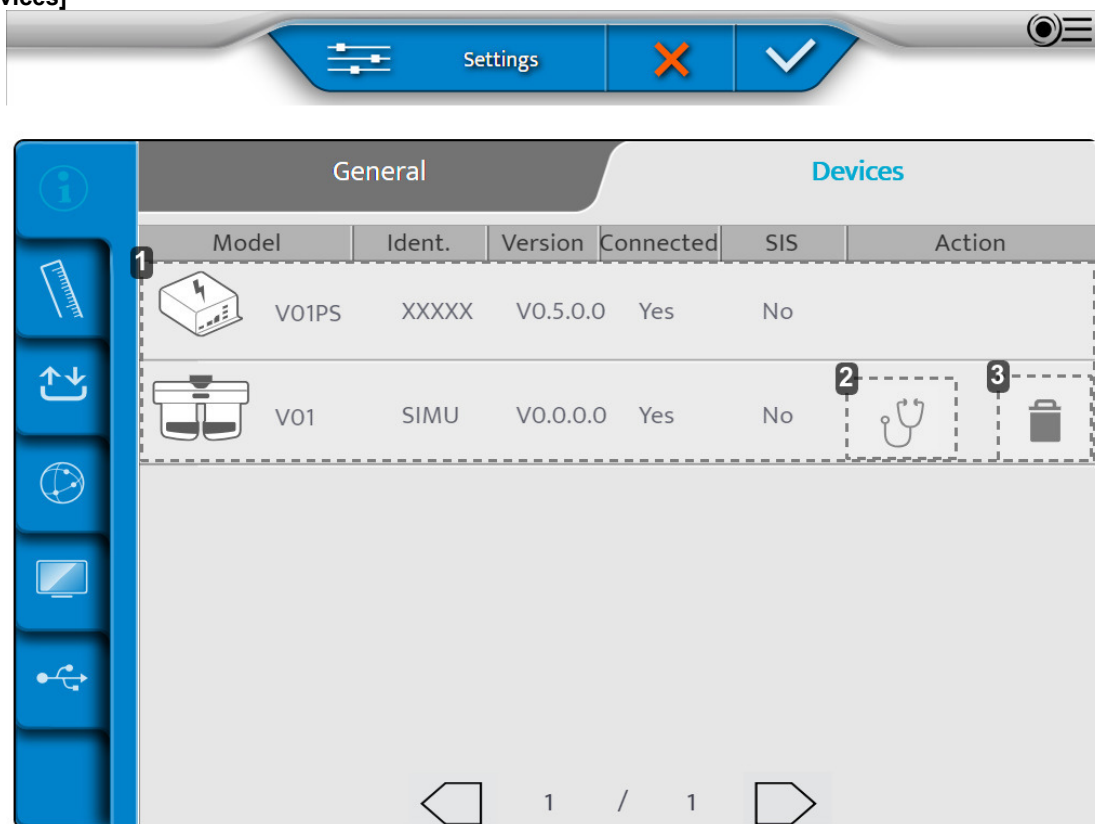 vices]
Settings
General Devices
Model Ident. Version Connected SIS Action
1
V01PS XXXXX V0.5.0.0 Yes No
2 3
V01 SIMU V0.0.0.0 Yes No
1 / 1